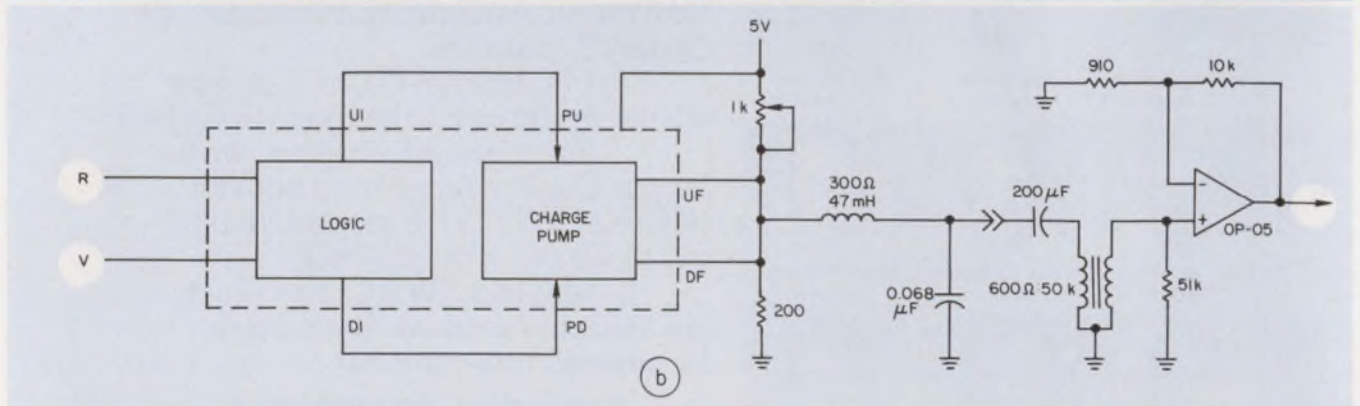 5V
910
10k
1k
UI
PU
R
LOGIC
CHARGE
PUMP
UF
300Ω
47mH
200μF
-
+
OP-05
V
DF
DI
PD
200
0.068
μF
600Ω:50k
51k
b